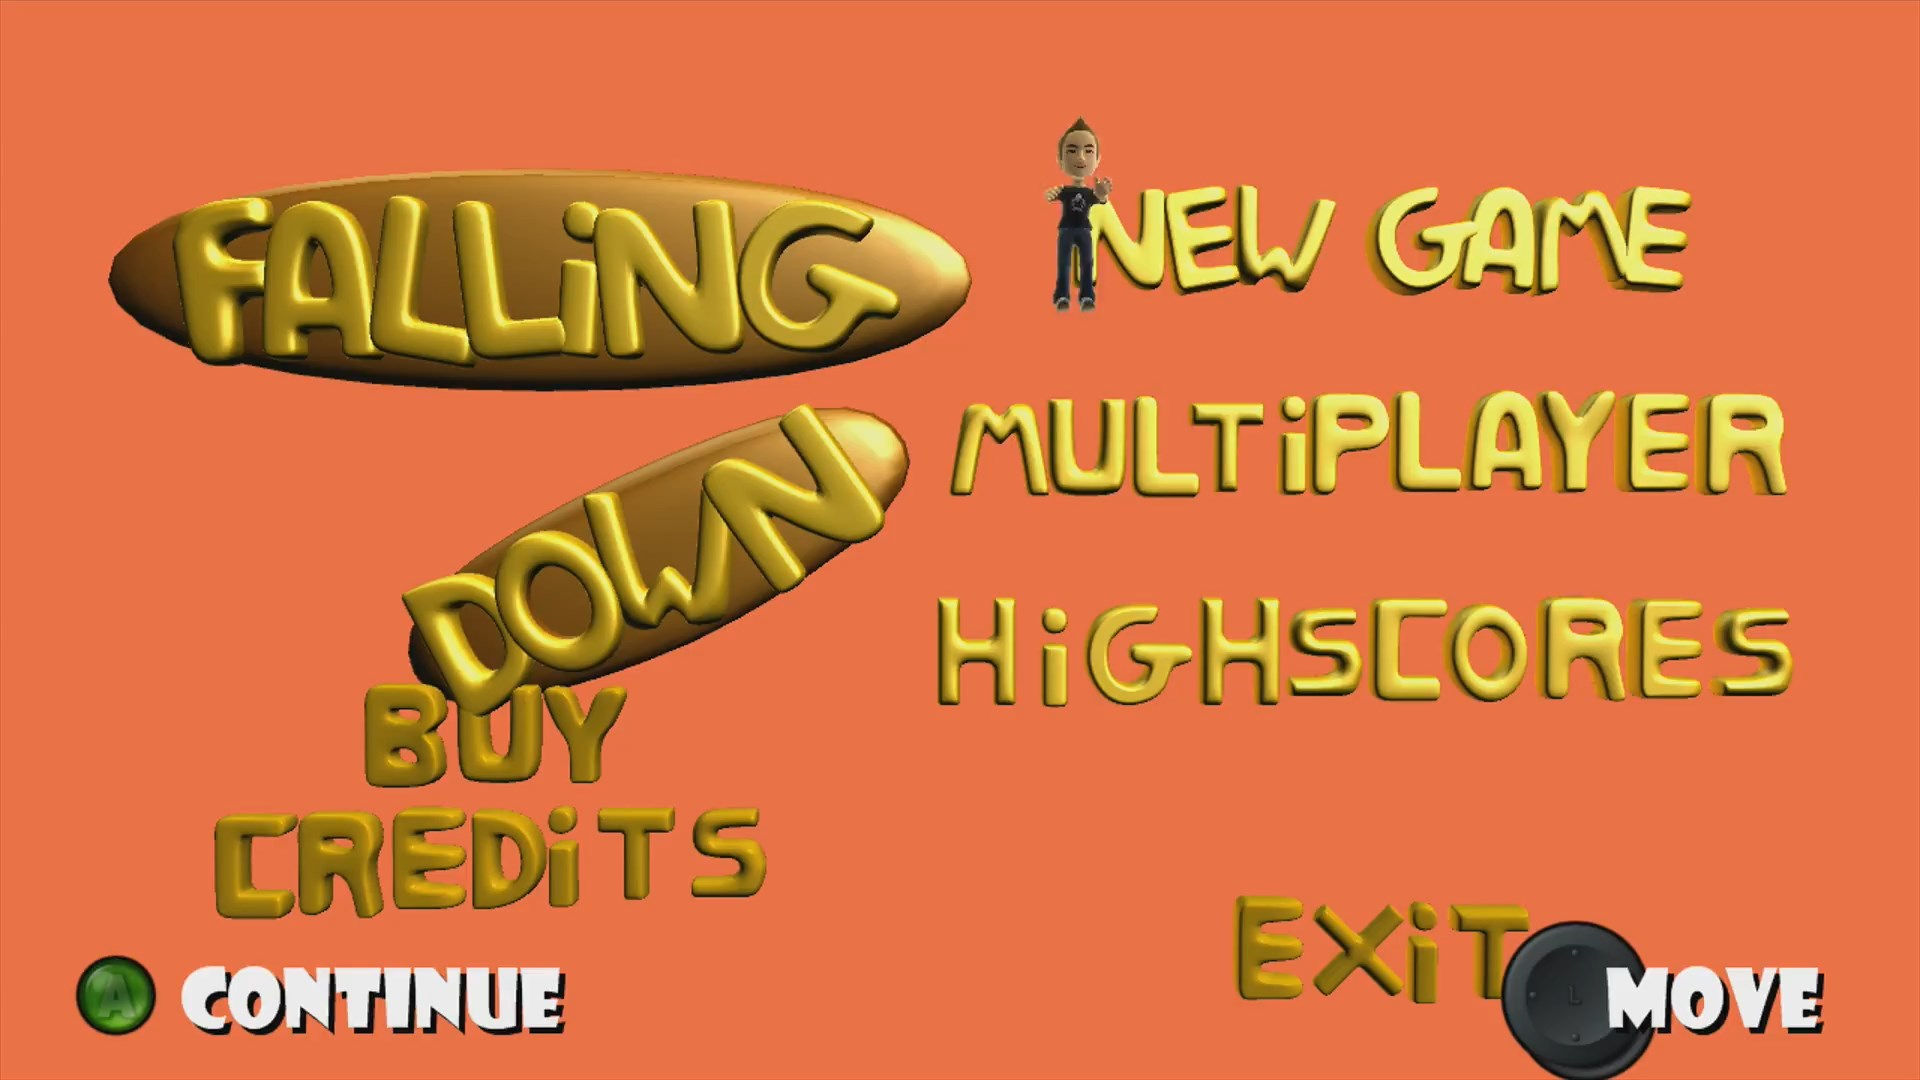 FALLiNG
DOWN
NEW GAME
MULTiPLAYER
HiGHSCORES
BUY
CREDiTS
EXiT
A CONTINUE
L MOVE